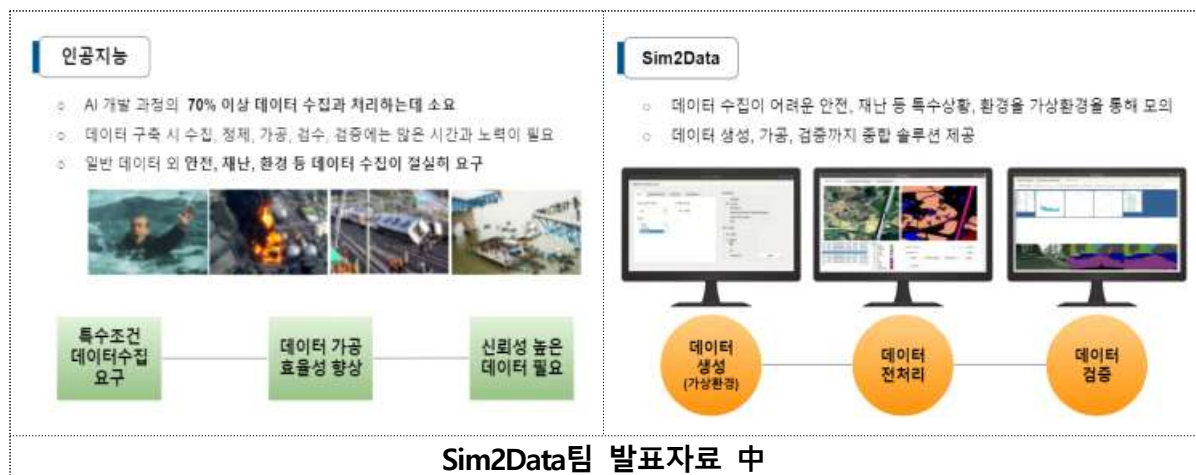 인공지능
○ AI 개발 과정의 70% 이상 데이터 수집과 처리하는데 소요
○ 데이터 구축 시 수집, 정제, 가공, 검수, 검증에는 많은 시간과 노력이 필요
○ 일반 데이터 외 안전, 재난, 환경 등 데이터 수집이 절실히 요구
특수조건
데이터수집
요구
데이터 가공
효율성 향상
신뢰성 높은
데이터 필요
Sim2Data
○ 데이터 수집이 어려운 안전, 재난 등 특수상황, 환경을 가상환경을 통해 모의
○ 데이터 생성, 가공, 검증까지 종합 솔루션 제공
데이터
생성
(가상환경)
데이터
전처리
데이터
검증
Sim2Data팀 발표자료 中